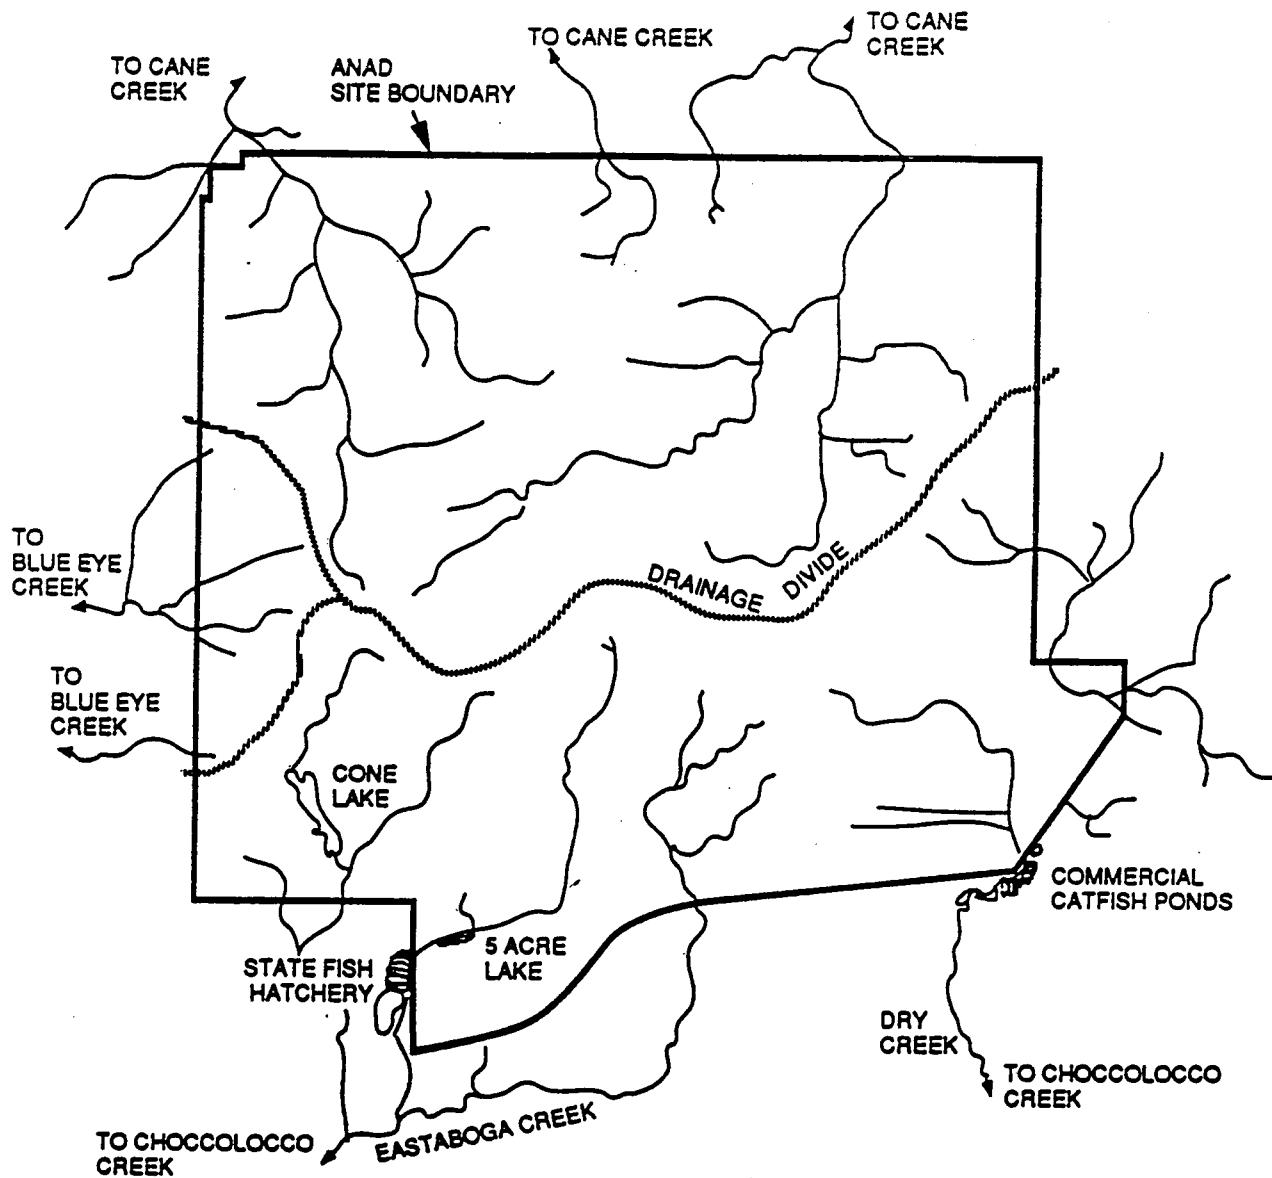 TO CANE
CREEK
ANAD
SITE BOUNDARY
TO CANE CREEK
TO CANE
CREEK
TO
BLUE EYE
CREEK
DRAINAGE DIVIDE
TO
BLUE EYE
CREEK
CONE
LAKE
COMMERCIAL
CATFISH PONDS
STATE FISH
HATCHERY
5 ACRE
LAKE
DRY
CREEK
TO CHOCCOLOCCO
CREEK
EASTABOGA CREEK
TO CHOCCOLOCCO
CREEK